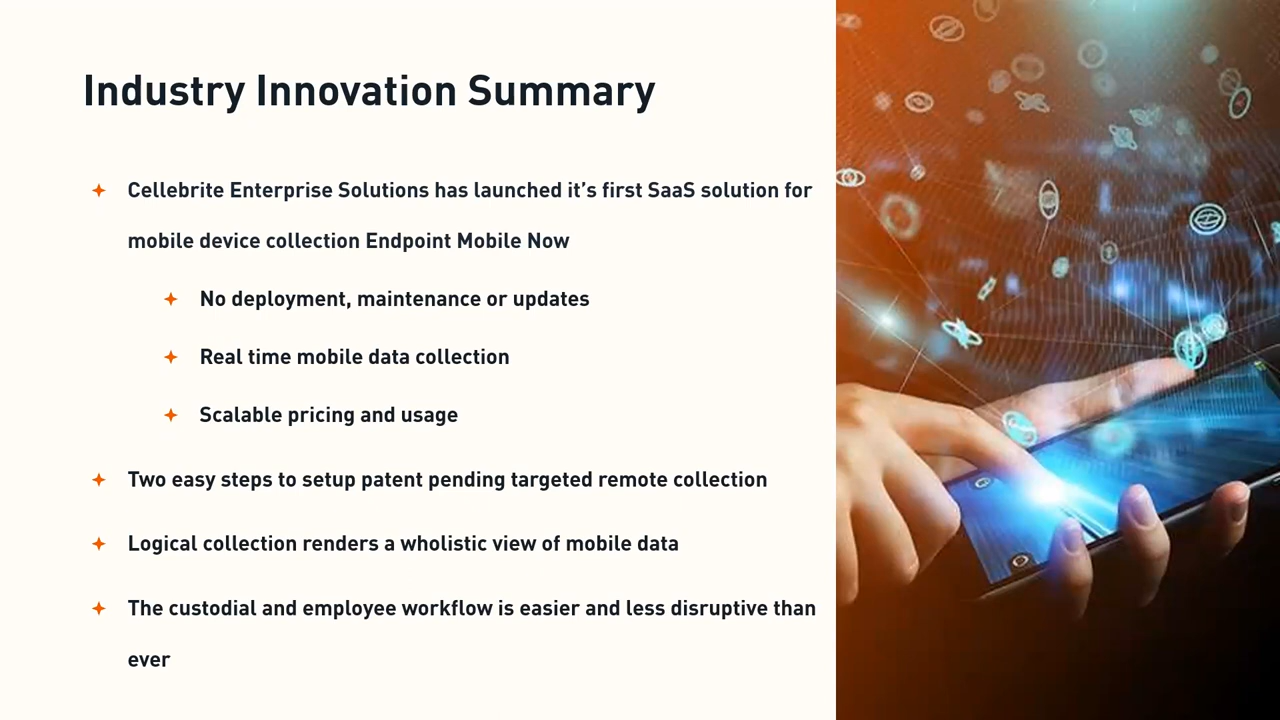 Industry Innovation Summary
Cellebrite Enterprise Solutions has launched it’s first SaaS solution for
mobile device collection Endpoint Mobile Now
No deployment, maintenance or updates
Real time mobile data collection
Scalable pricing and usage
Two easy steps to setup patent pending targeted remote collection
Logical collection renders a wholistic view of mobile data
The custodial and employee workflow is easier and less disruptive than
ever